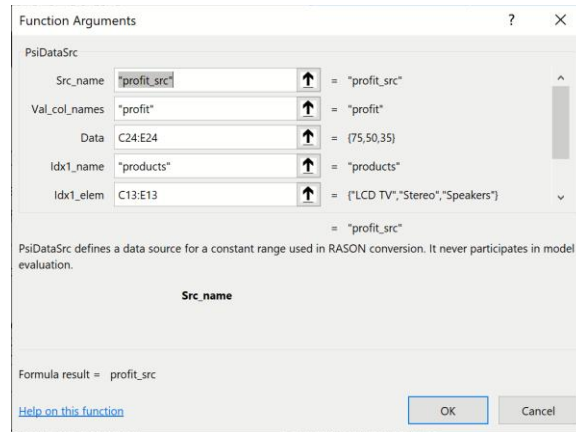 Function Arguments ? ×
PsiDataSrc
Src_name "profit_src" = "profit_src"
Val_col_names "profit" = "profit"
Data C24:E24 = {75,50,35}
Idx1_name "products" = "products"
Idx1_elem C13:E13 = {"LCD TV","Stereo","Speakers"}
= "profit_src"
PsiDataSrc defines a data source for a constant range used in RASON conversion. It never participates in model
evaluation.
Src_name
Formula result = profit_src
Help on this function OK Cancel